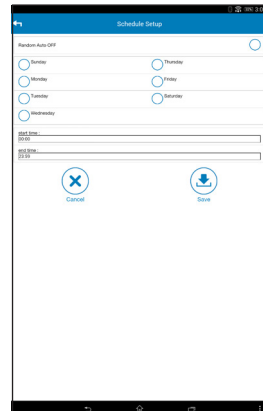 Schedule Setup
Random Auto OFF
Sunday Thursday
Monday Friday
Tuesday Saturday
Wednesday
start time :
00:00
end time :
23:59
Cancel Save